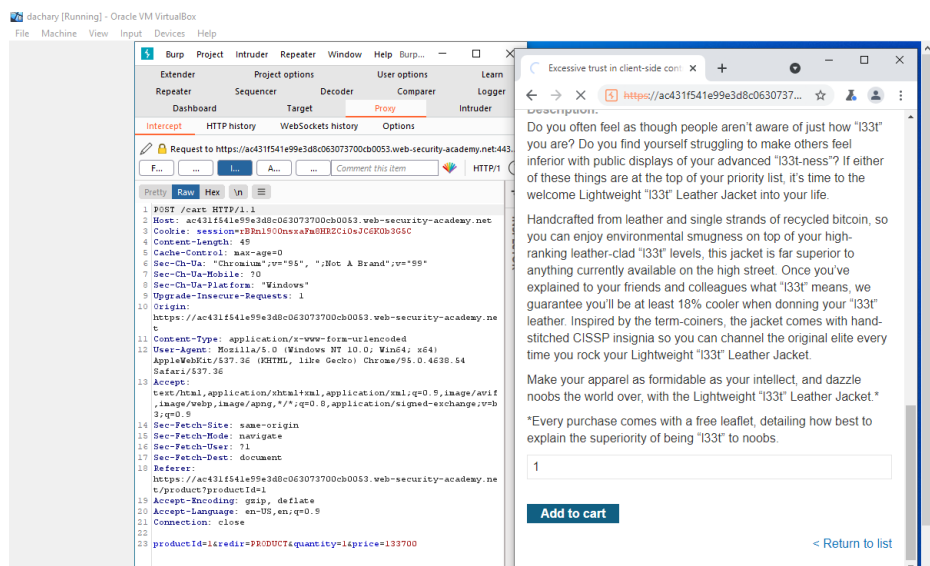 dachary [Running] - Oracle VM VirtualBox
File Machine View Input Devices Help
Burp Project Intruder Repeater Window Help Burp...
Extender Project options User options Learn
Repeater Sequencer Decoder Comparer Logger
Dashboard Target Proxy Intruder
Intercept HTTP history WebSockets history Options
Request to https://ac431f541e99e3d8c063073700cb0053.web-security-academy.net:443...
F... ... I... A... ... Comment this item HTTP/1
Pretty Raw Hex \n
1 POST /cart HTTP/1.1
2 Host: ac431f541e99e3d8c063073700cb0053.web-security-academy.net
3 Cookie: session=rBRnl9O0nsxaFm8HRZCi0sJC6K0b3G5C
4 Content-Length: 49
5 Cache-Control: max-age=0
6 Sec-Ch-Ua: "Chromium";v="95", ";Not A Brand";v="99"
7 Sec-Ch-Ua-Mobile: ?0
8 Sec-Ch-Ua-Platform: "Windows"
9 Upgrade-Insecure-Requests: 1
10 Origin:
https://ac431f541e99e3d8c063073700cb0053.web-security-academy.ne
t
11 Content-Type: application/x-www-form-urlencoded
12 User-Agent: Mozilla/5.0 (Windows NT 10.0; Win64; x64)
AppleWebKit/537.36 (KHTML, like Gecko) Chrome/95.0.4638.54
Safari/537.36
13 Accept:
text/html,application/xhtml+xml,application/xml;q=0.9,image/avif
,image/webp,image/apng,*/*;q=0.8,application/signed-exchange;v=b
3;q=0.9
14 Sec-Fetch-Site: same-origin
15 Sec-Fetch-Mode: navigate
16 Sec-Fetch-User: ?1
17 Sec-Fetch-Dest: document
18 Referer:
https://ac431f541e99e3d8c063073700cb0053.web-security-academy.ne
t/product?productId=1
19 Accept-Encoding: gzip, deflate
20 Accept-Language: en-US,en;q=0.9
21 Connection: close
22
23 productId=1&redir=PRODUCT&quantity=1&price=133700
Excessive trust in client-side cont
https://ac431f541e99e3d8c0630737...
Description:
Do you often feel as though people aren't aware of just how “l33t”
you are? Do you find yourself struggling to make others feel
inferior with public displays of your advanced “l33t-ness”? If either
of these things are at the top of your priority list, it's time to the
welcome Lightweight “l33t” Leather Jacket into your life.
Handcrafted from leather and single strands of recycled bitcoin, so
you can enjoy environmental smugness on top of your high-
ranking leather-clad “l33t” levels, this jacket is far superior to
anything currently available on the high street. Once you've
explained to your friends and colleagues what “l33t” means, we
guarantee you'll be at least 18% cooler when donning your “l33t”
leather. Inspired by the term-coiners, the jacket comes with hand-
stitched CISSP insignia so you can channel the original elite every
time you rock your Lightweight “l33t” Leather Jacket.
Make your apparel as formidable as your intellect, and dazzle
noobs the world over, with the Lightweight “l33t” Leather Jacket.*
*Every purchase comes with a free leaflet, detailing how best to
explain the superiority of being “l33t” to noobs.
1
Add to cart
< Return to list